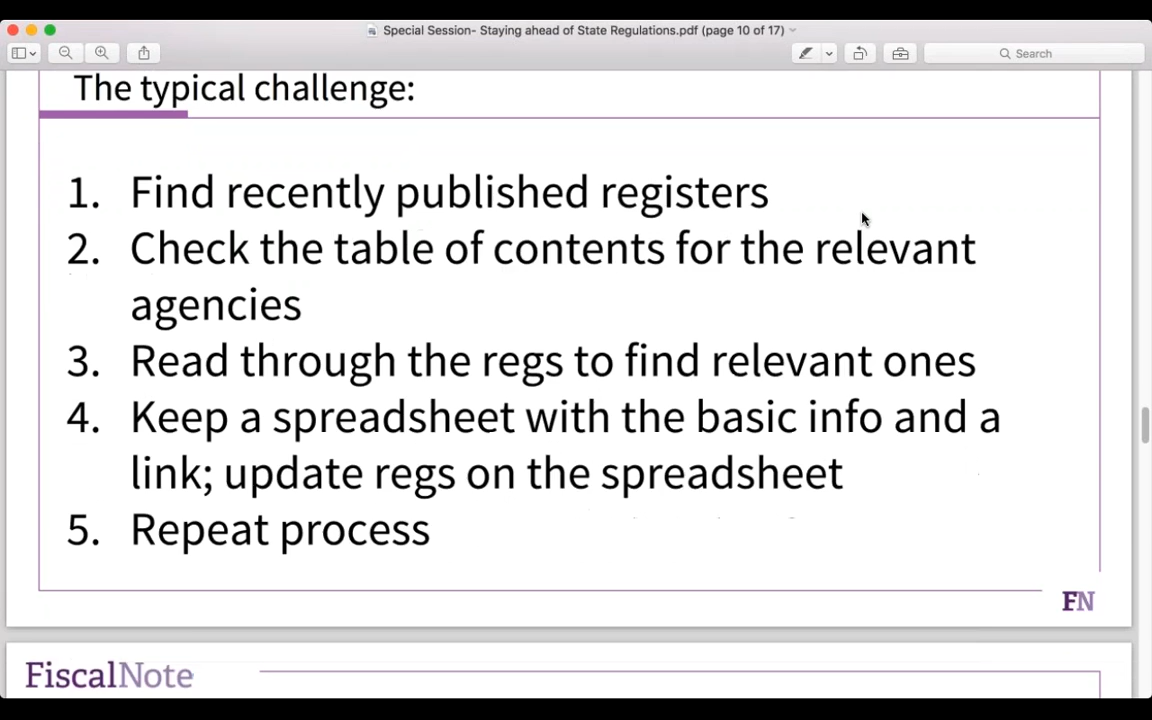 Special Session- Staying ahead of State Regulations.pdf (page 10 of 17)
Search
The typical challenge:
1. Find recently published registers
2. Check the table of contents for the relevant
agencies
3. Read through the regs to find relevant ones
4. Keep a spreadsheet with the basic info and a
link; update regs on the spreadsheet
5. Repeat process
FN
FiscalNote